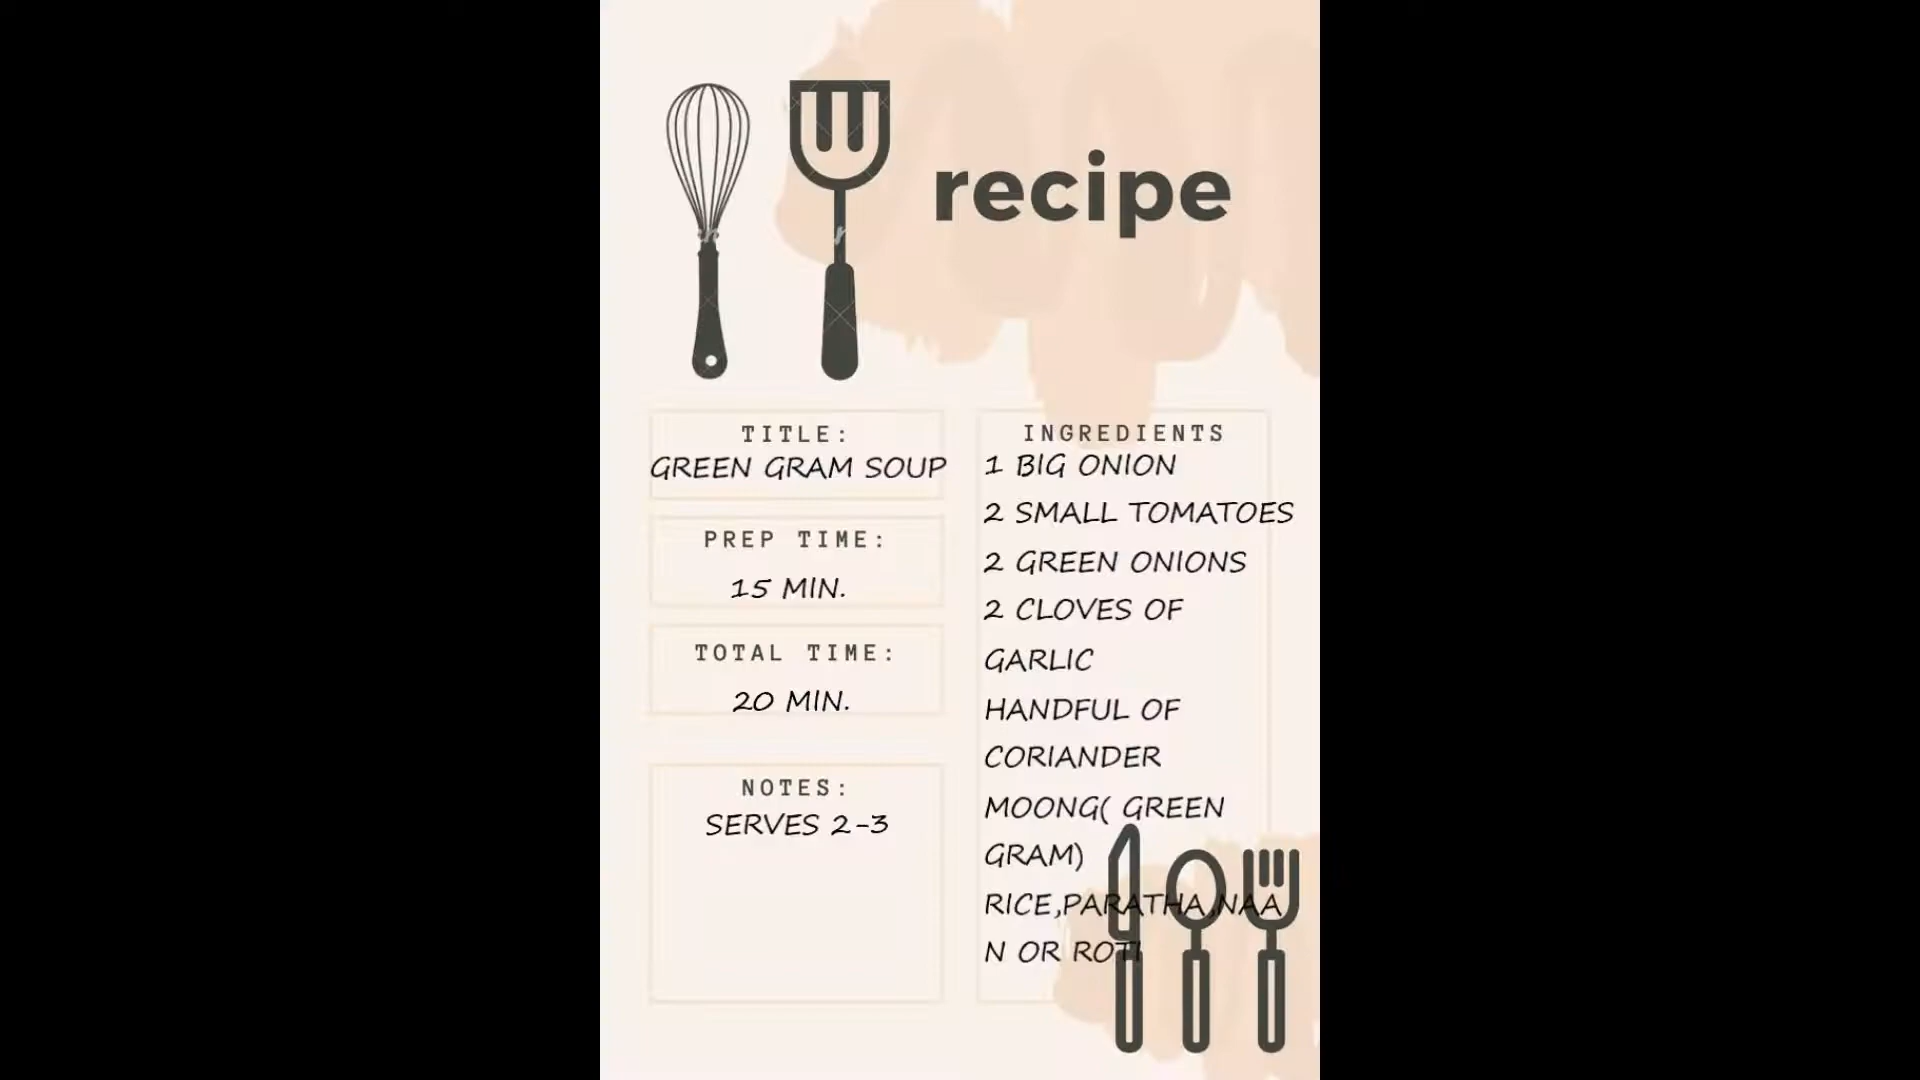 recipe
TITLE:
GREEN GRAM SOUP
PREP TIME:
15 MIN.
TOTAL TIME:
20 MIN.
NOTES:
SERVES 2-3
INGREDIENTS
1 BIG ONION
2 SMALL TOMATOES
2 GREEN ONIONS
2 CLOVES OF
GARLIC
HANDFUL OF
CORIANDER
MOONG( GREEN
GRAM)
RICE,PARATHA,NAA
N OR ROTI